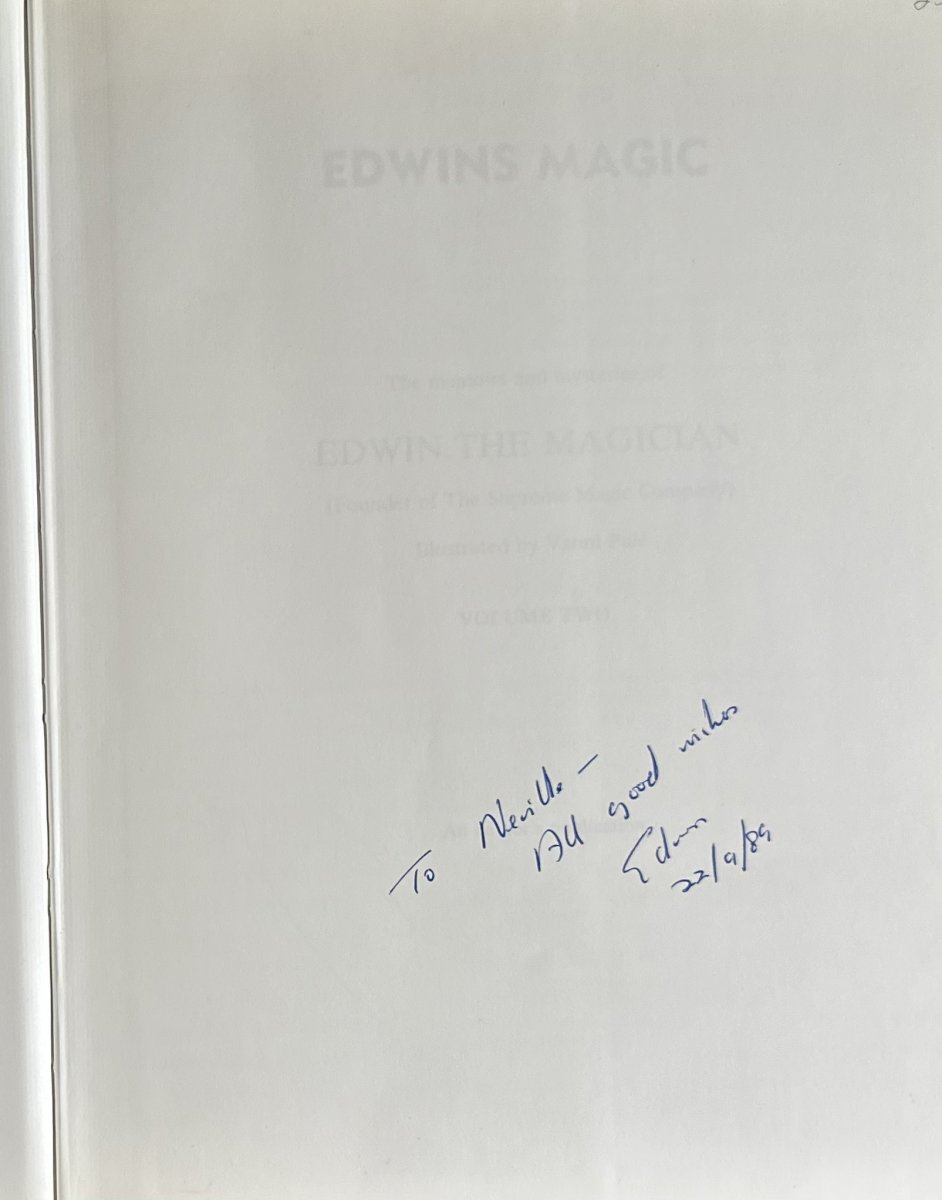 EDWINS MAGIC
The memoirs and mysteries of
EDWIN THE MAGICIAN
(Founder of The Supreme Magic Company)
Illustrated by
VOLUME TWO
To Neville —
All good wishes
Edwin
22/9/89